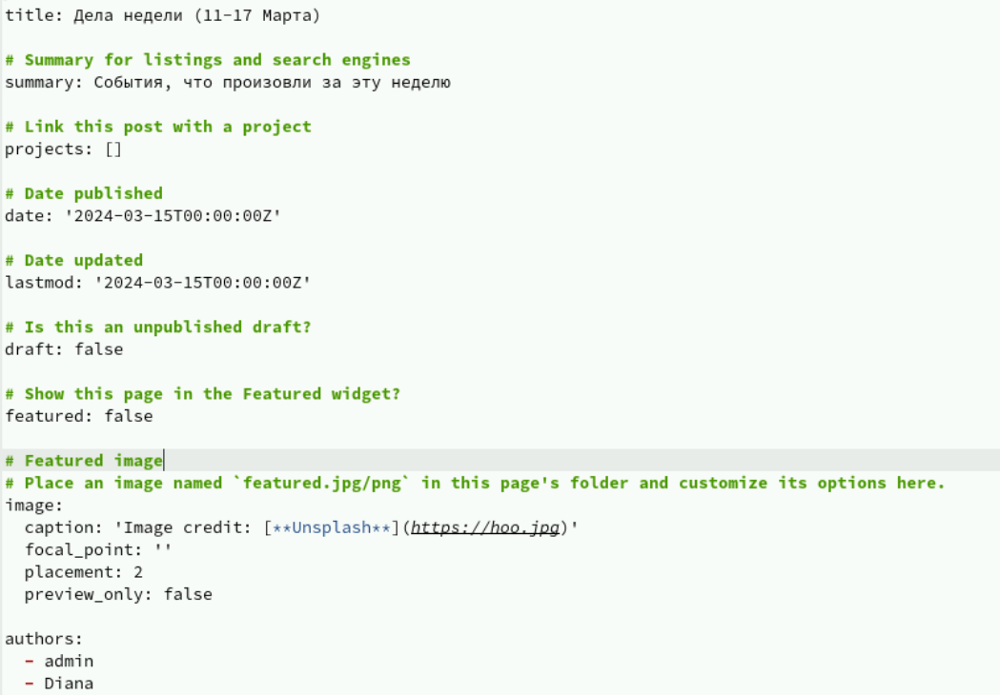 title: Дела недели (11-17 Марта)
# Summary for listings and search engines
summary: События, что произовли за эту неделю
# Link this post with a project
projects: []
# Date published
date: '2024-03-15T00:00:00Z'
# Date updated
lastmod: '2024-03-15T00:00:00Z'
# Is this an unpublished draft?
draft: false
# Show this page in the Featured widget?
featured: false
# Featured image
# Place an image named `featured.jpg/png` in this page's folder and customize its options here.
image:
  caption: 'Image credit: [**Unsplash**](https://hoo.jpg)'
  focal_point: ''
  placement: 2
  preview_only: false
authors:
  - admin
  - Diana